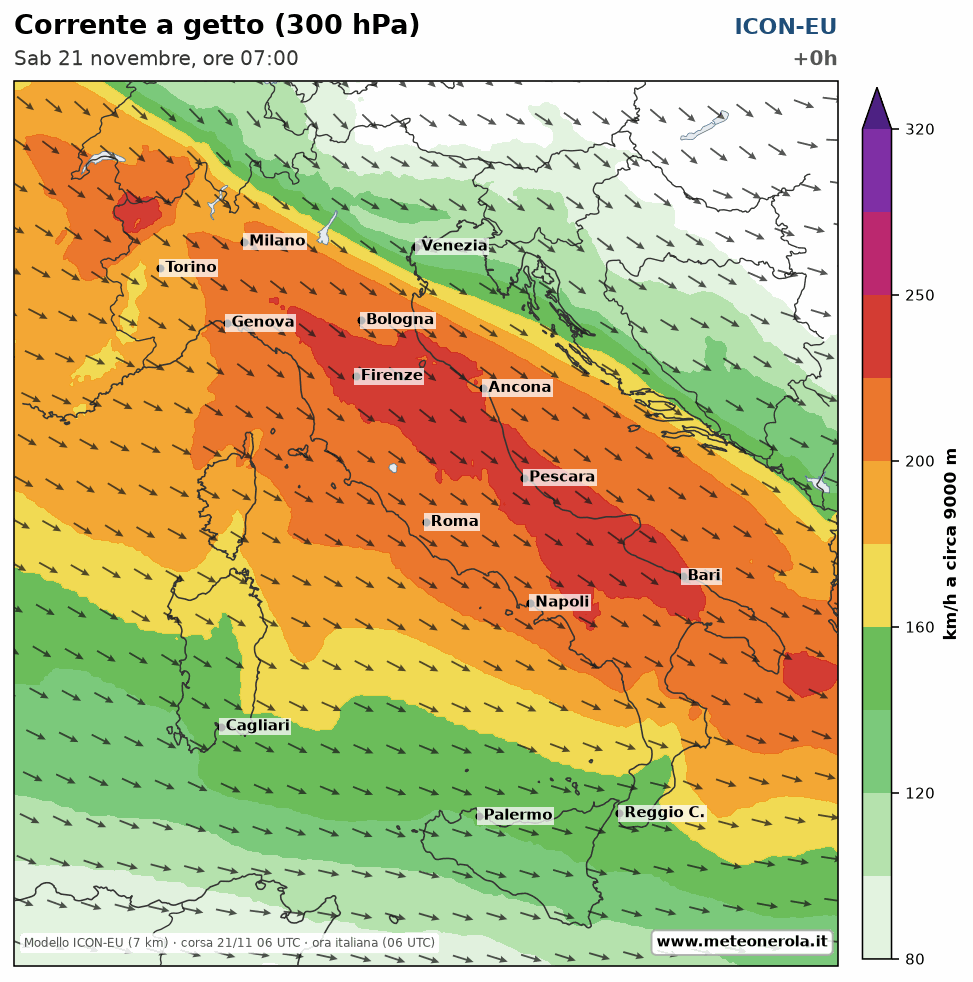 Corrente a getto (300 hPa)
ICON-EU
Sab 21 novembre, ore 07:00
+0h
320
250
200
160
120
80
km/h a circa 9000 m
Milano
Venezia
Torino
Genova
Bologna
Firenze
Ancona
Pescara
Roma
Bari
Napoli
Cagliari
Palermo
Reggio C.
Modello ICON-EU (7 km) · corsa 21/11 06 UTC · ora italiana (06 UTC)
www.meteonerola.it